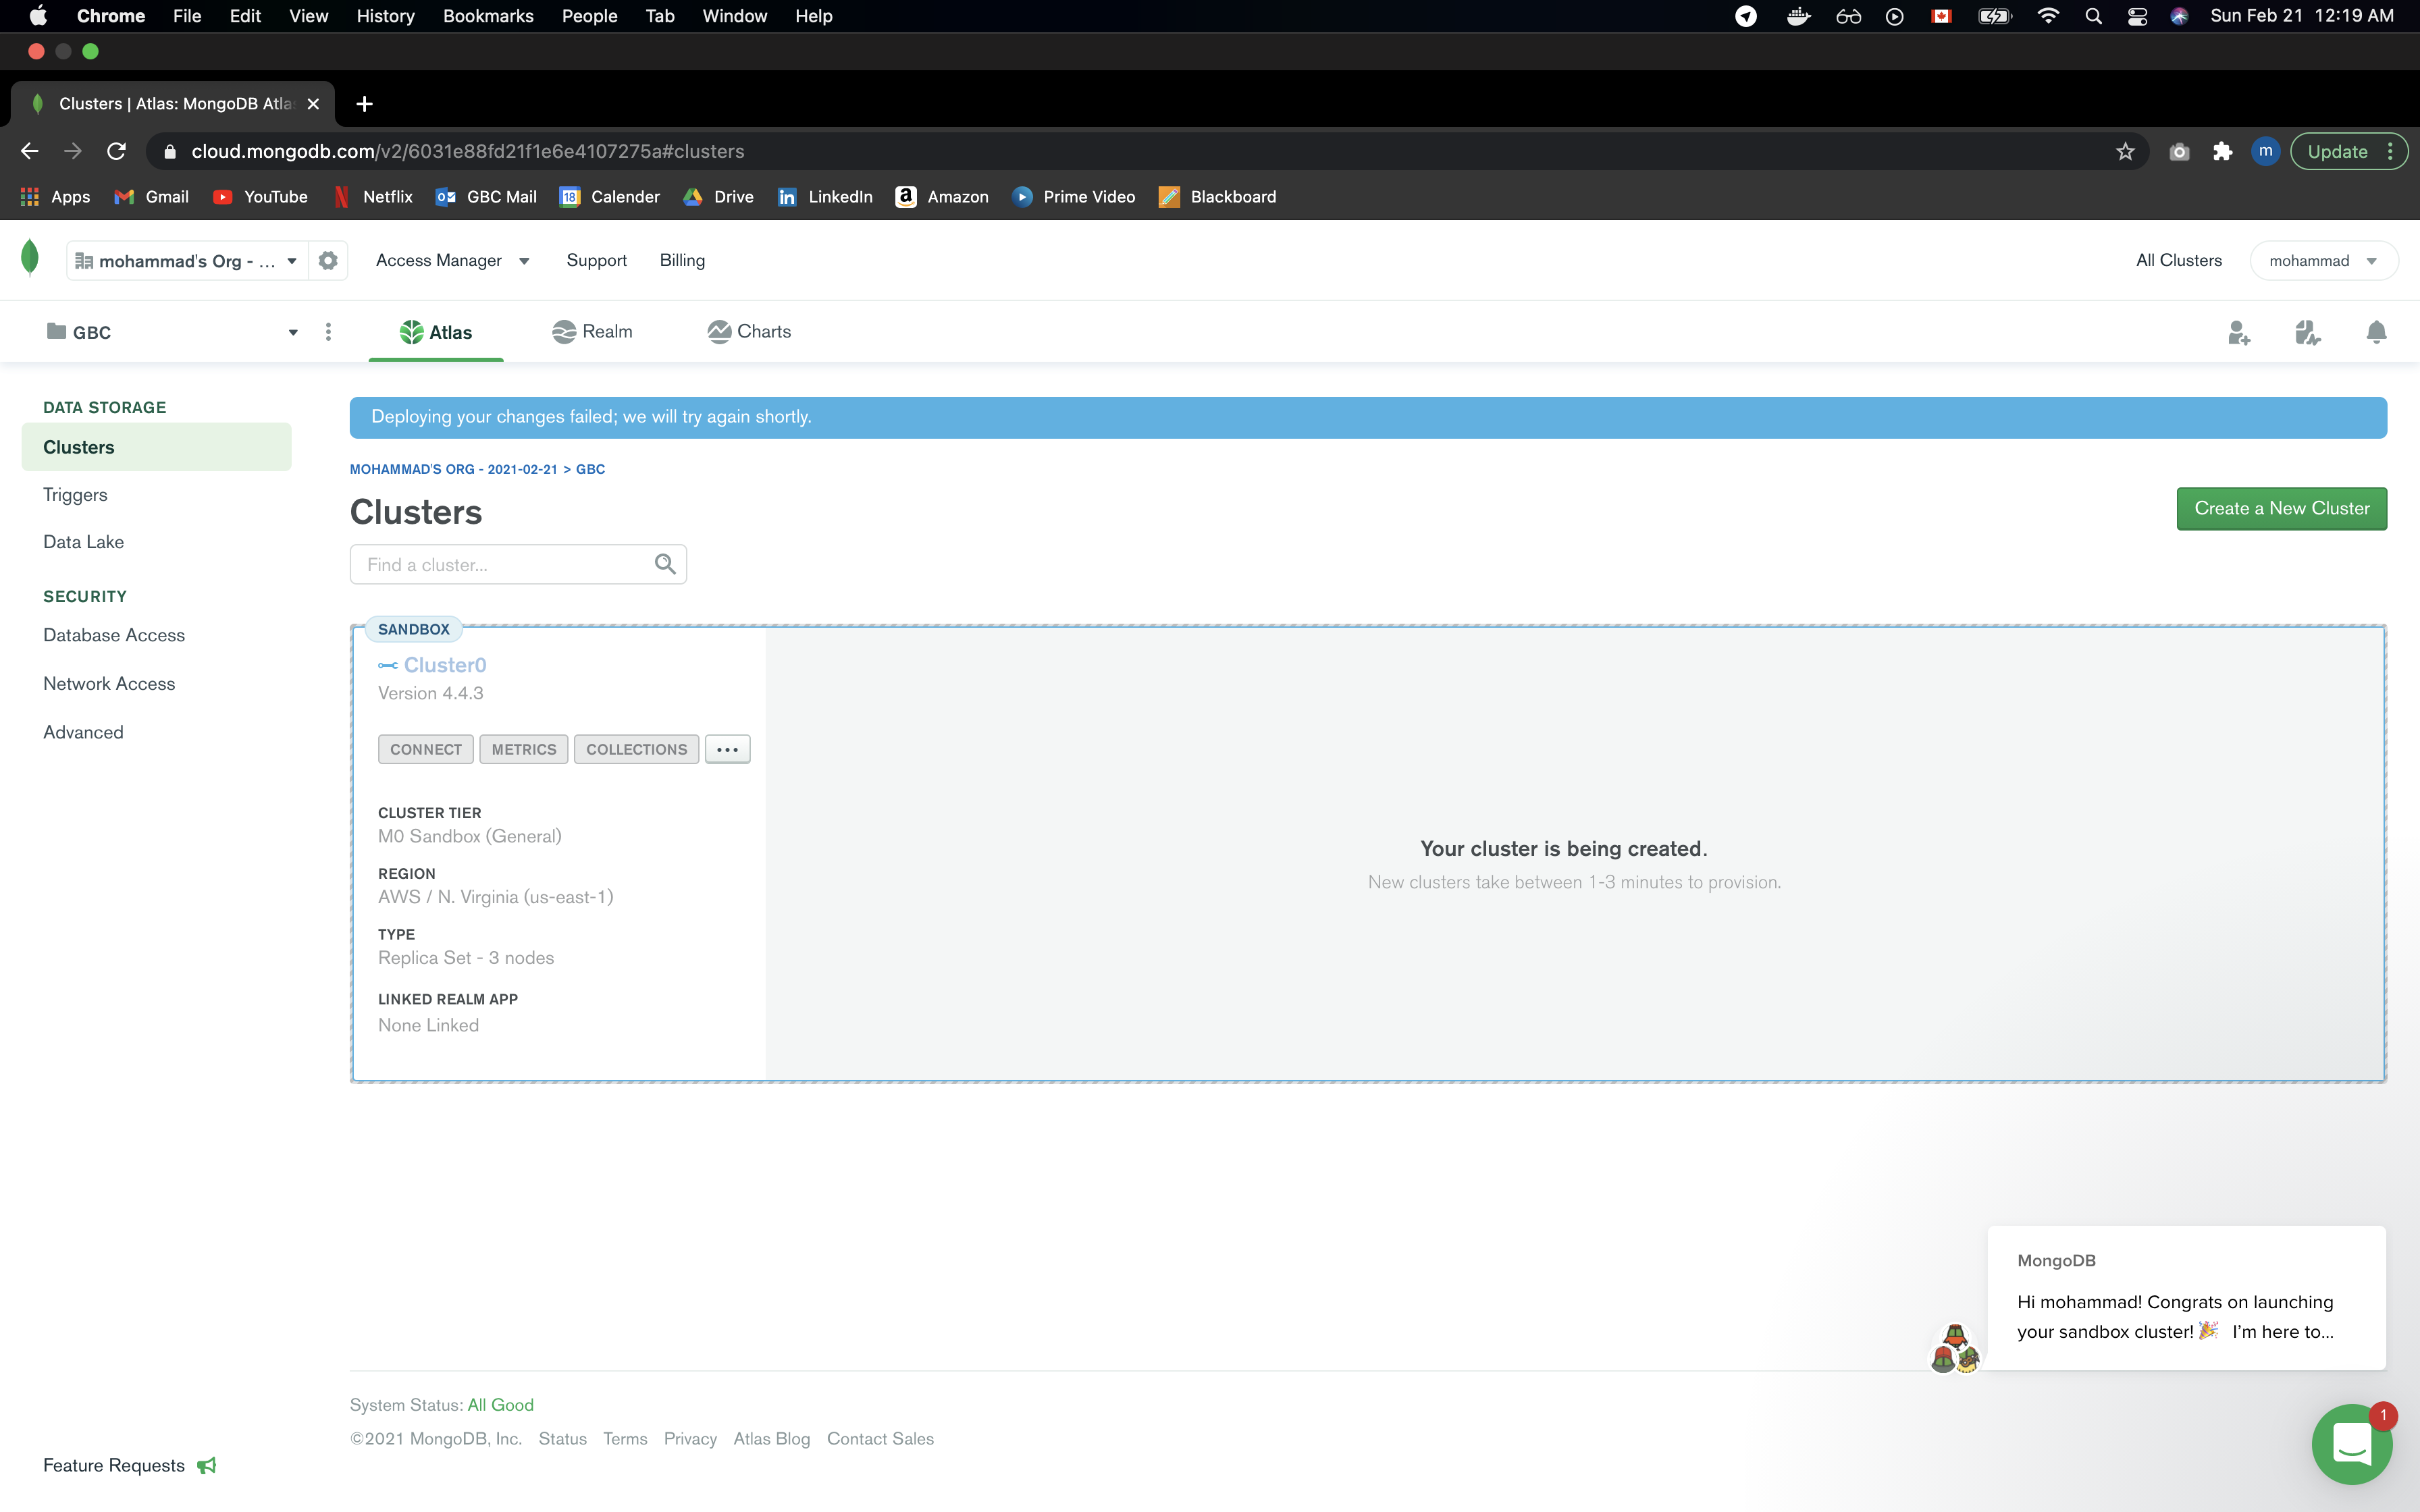 Chrome File Edit View History Bookmarks People Tab Window Help Sun Feb 21 12:19 AM
Clusters | Atlas: MongoDB Atla
cloud.mongodb.com/v2/6031e88fd21f1e6e4107275a#clusters m Update
Apps Gmail YouTube Netflix GBC Mail 18 Calender Drive LinkedIn Amazon Prime Video Blackboard
mohammad's Org - ... Access Manager Support Billing All Clusters mohammad
GBC Atlas Realm Charts
DATA STORAGE
Clusters
Triggers
Data Lake
SECURITY
Database Access
Network Access
Advanced
Feature Requests
Deploying your changes failed; we will try again shortly.
MOHAMMAD'S ORG - 2021-02-21 > GBC
Clusters
Create a New Cluster
Find a cluster...
SANDBOX
Cluster0
Version 4.4.3
CONNECT METRICS COLLECTIONS ...
CLUSTER TIER
M0 Sandbox (General)
REGION
AWS / N. Virginia (us-east-1)
TYPE
Replica Set - 3 nodes
LINKED REALM APP
None Linked
Your cluster is being created.
New clusters take between 1-3 minutes to provision.
MongoDB
Hi mohammad! Congrats on launching
your sandbox cluster! 🎉 I'm here to...
1
System Status: All Good
©2021 MongoDB, Inc. Status Terms Privacy Atlas Blog Contact Sales